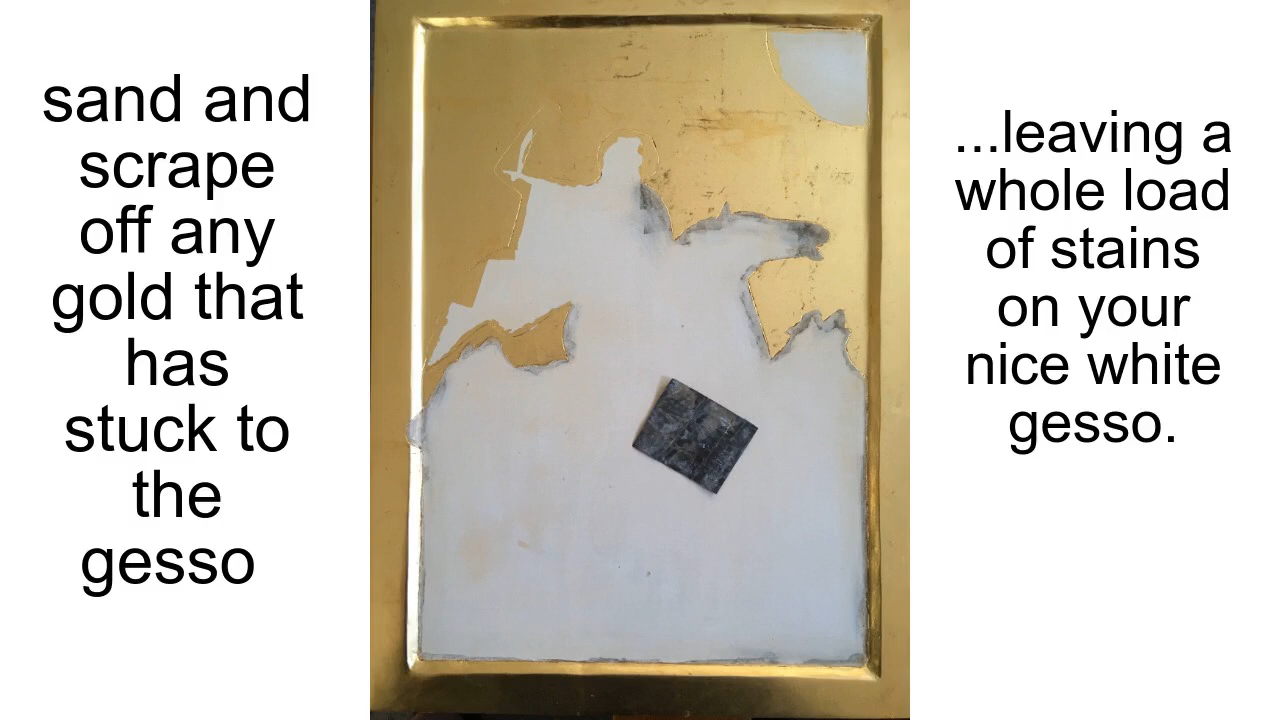 sand and
scrape
off any
gold that
has
stuck to
the
gesso
...leaving a
whole load
of stains
on your
nice white
gesso.